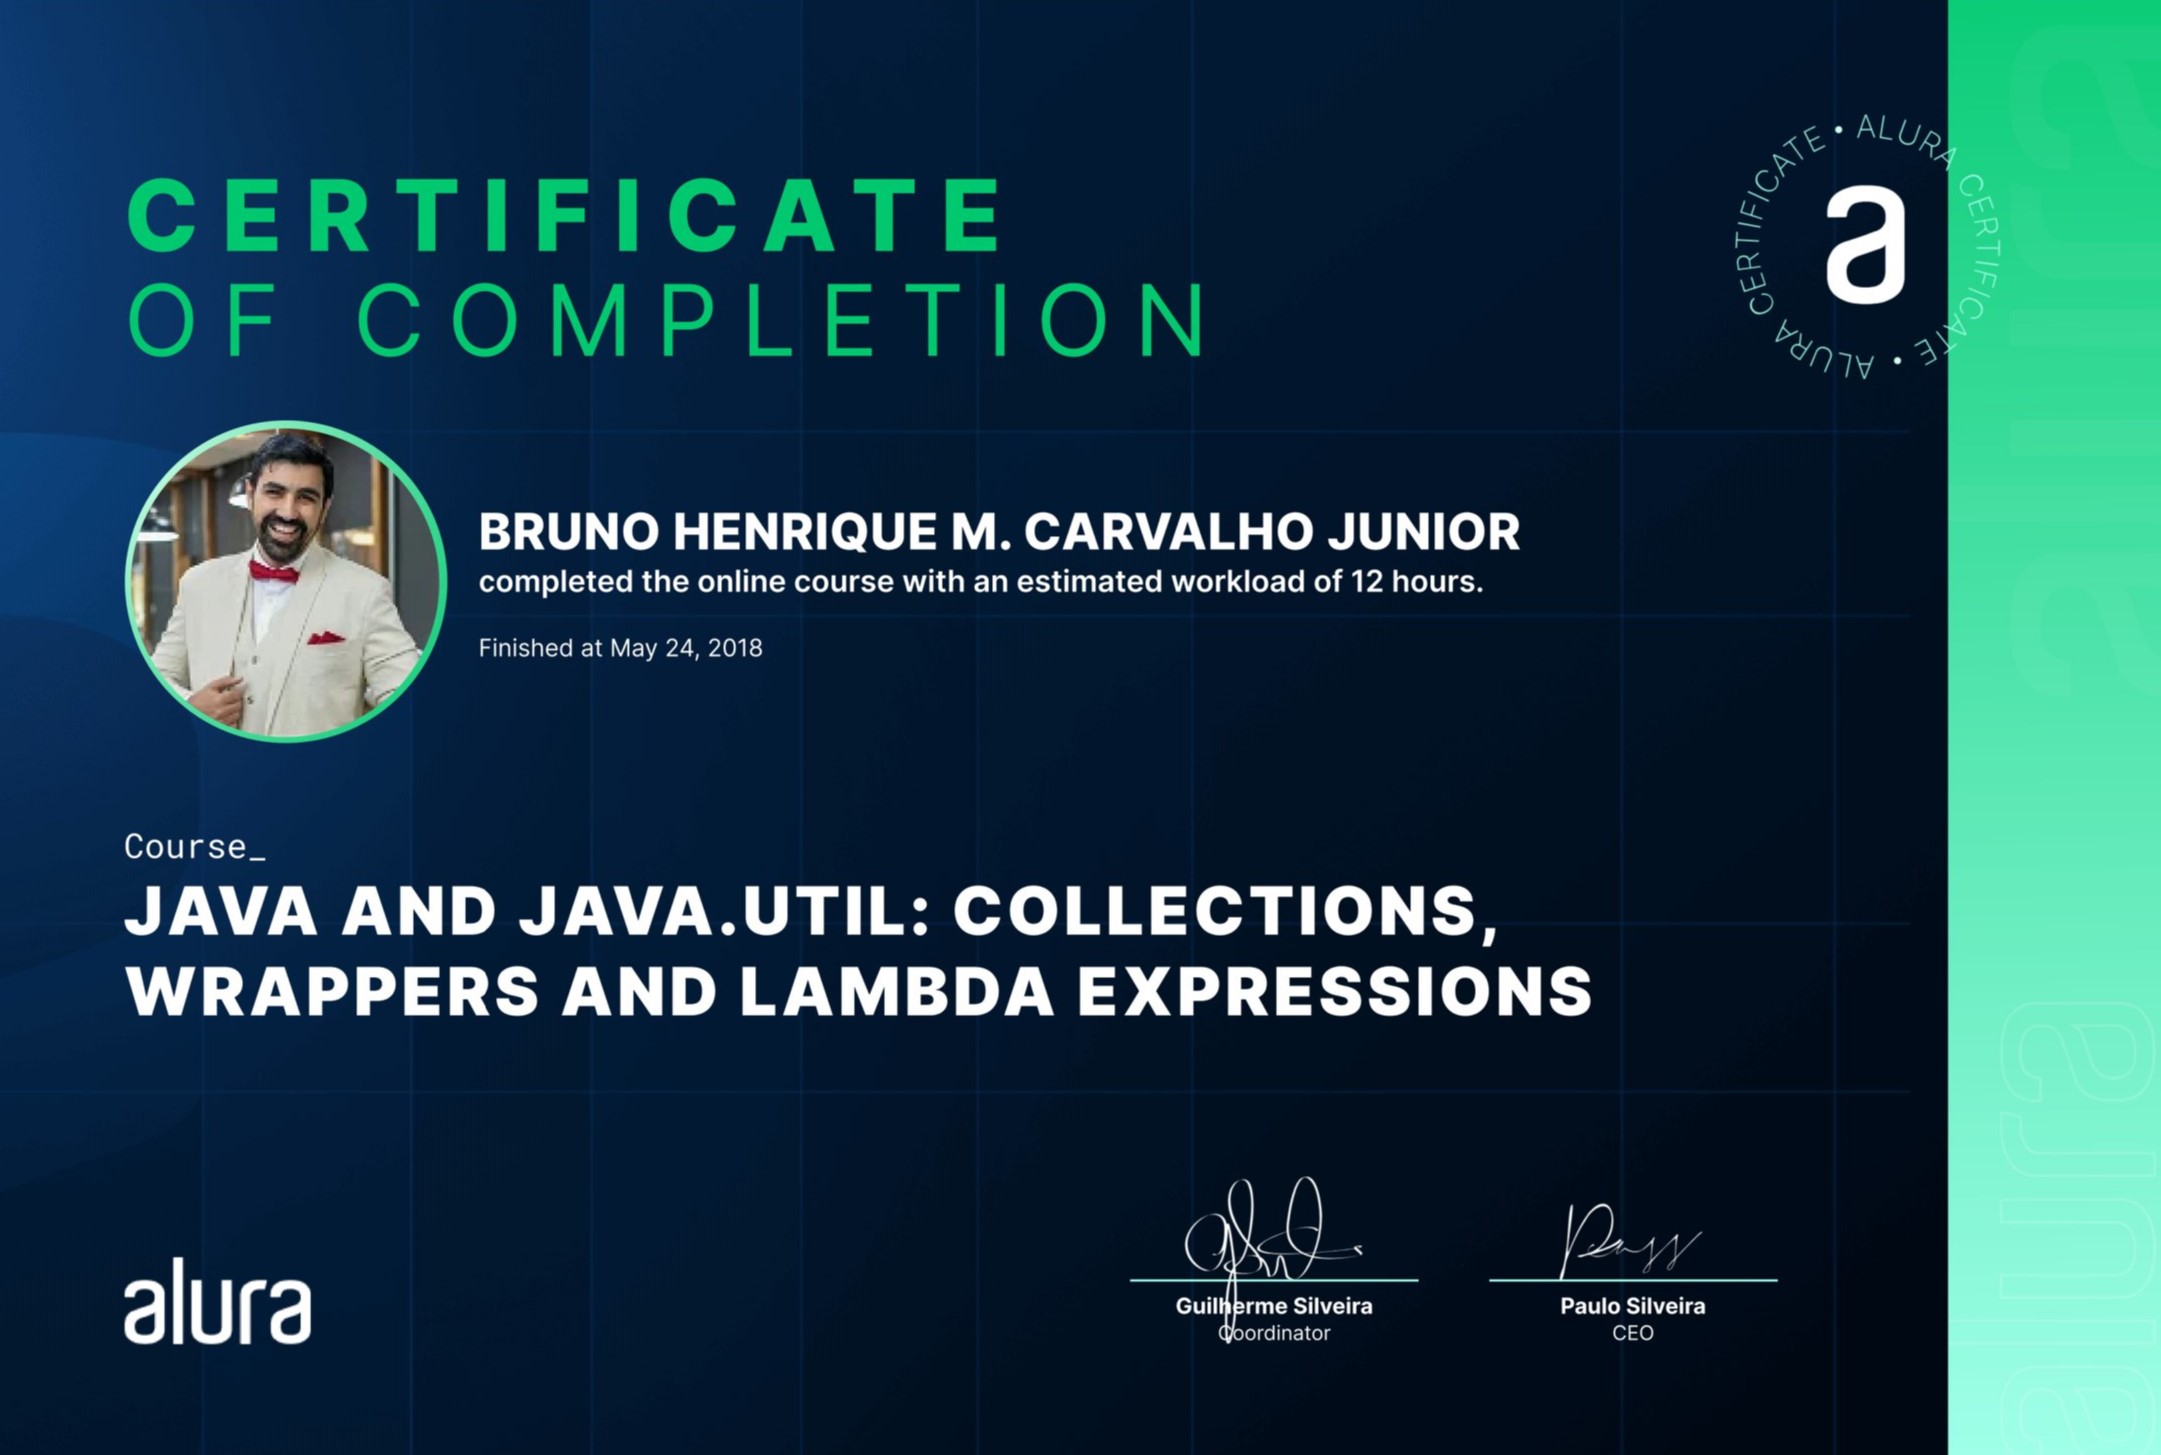 CERTIFICATE
OF COMPLETION
ALURA CERTIFICATE • ALURA CERTIFICATE •
a
BRUNO HENRIQUE M. CARVALHO JUNIOR
completed the online course with an estimated workload of 12 hours.
Finished at May 24, 2018
Course_
JAVA AND JAVA.UTIL: COLLECTIONS,
WRAPPERS AND LAMBDA EXPRESSIONS
alura
Guilherme Silveira
Coordinator
Paulo Silveira
CEO
alura
alura